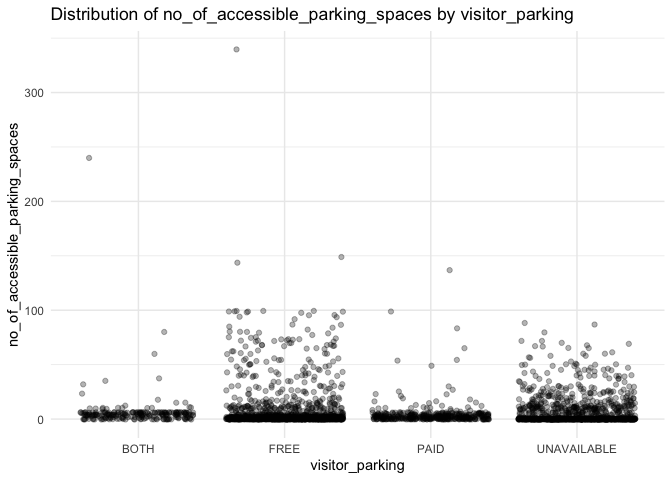 Distribution of no_of_accessible_parking_spaces by visitor_parking
no_of_accessible_parking_spaces
300
200
100
0
BOTH FREE PAID UNAVAILABLE
visitor_parking